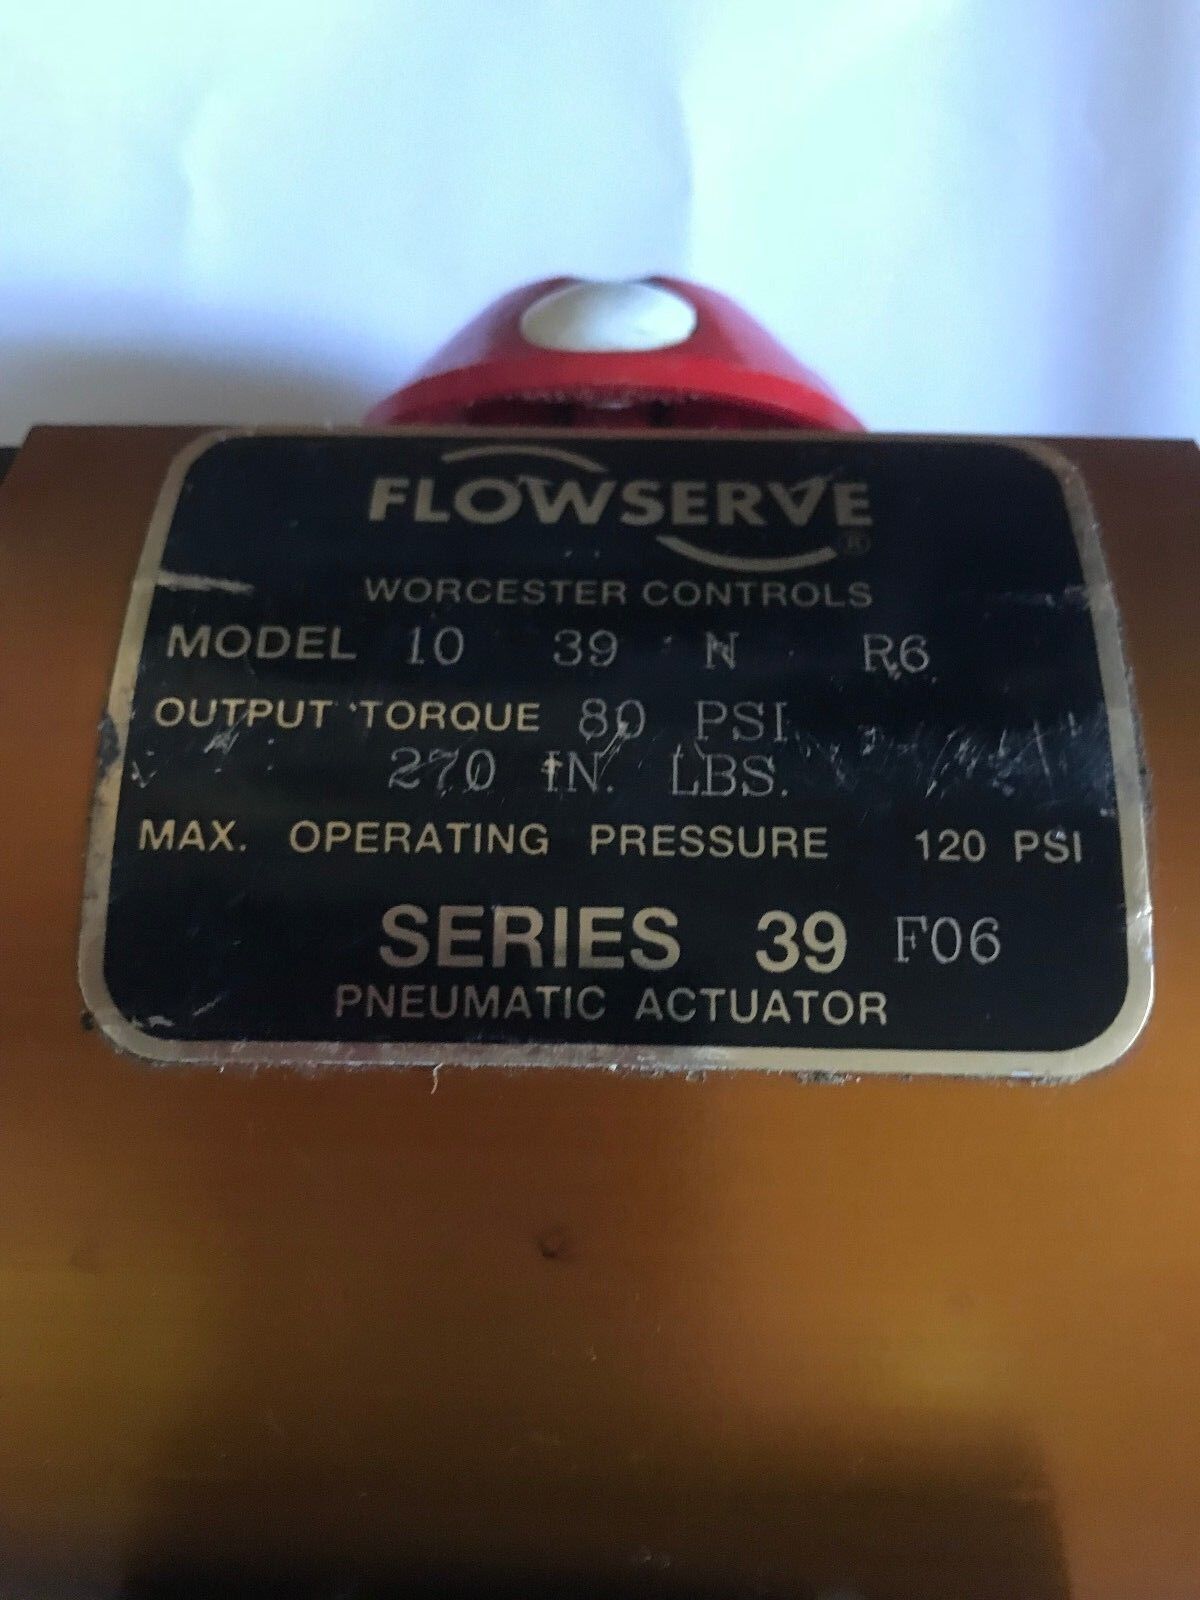 FLOWSERVE®
WORCESTER CONTROLS
MODEL 10 39 N R6
OUTPUT TORQUE 80 PSI
270 IN. LBS.
MAX. OPERATING PRESSURE 120 PSI
SERIES 39 F06
PNEUMATIC ACTUATOR